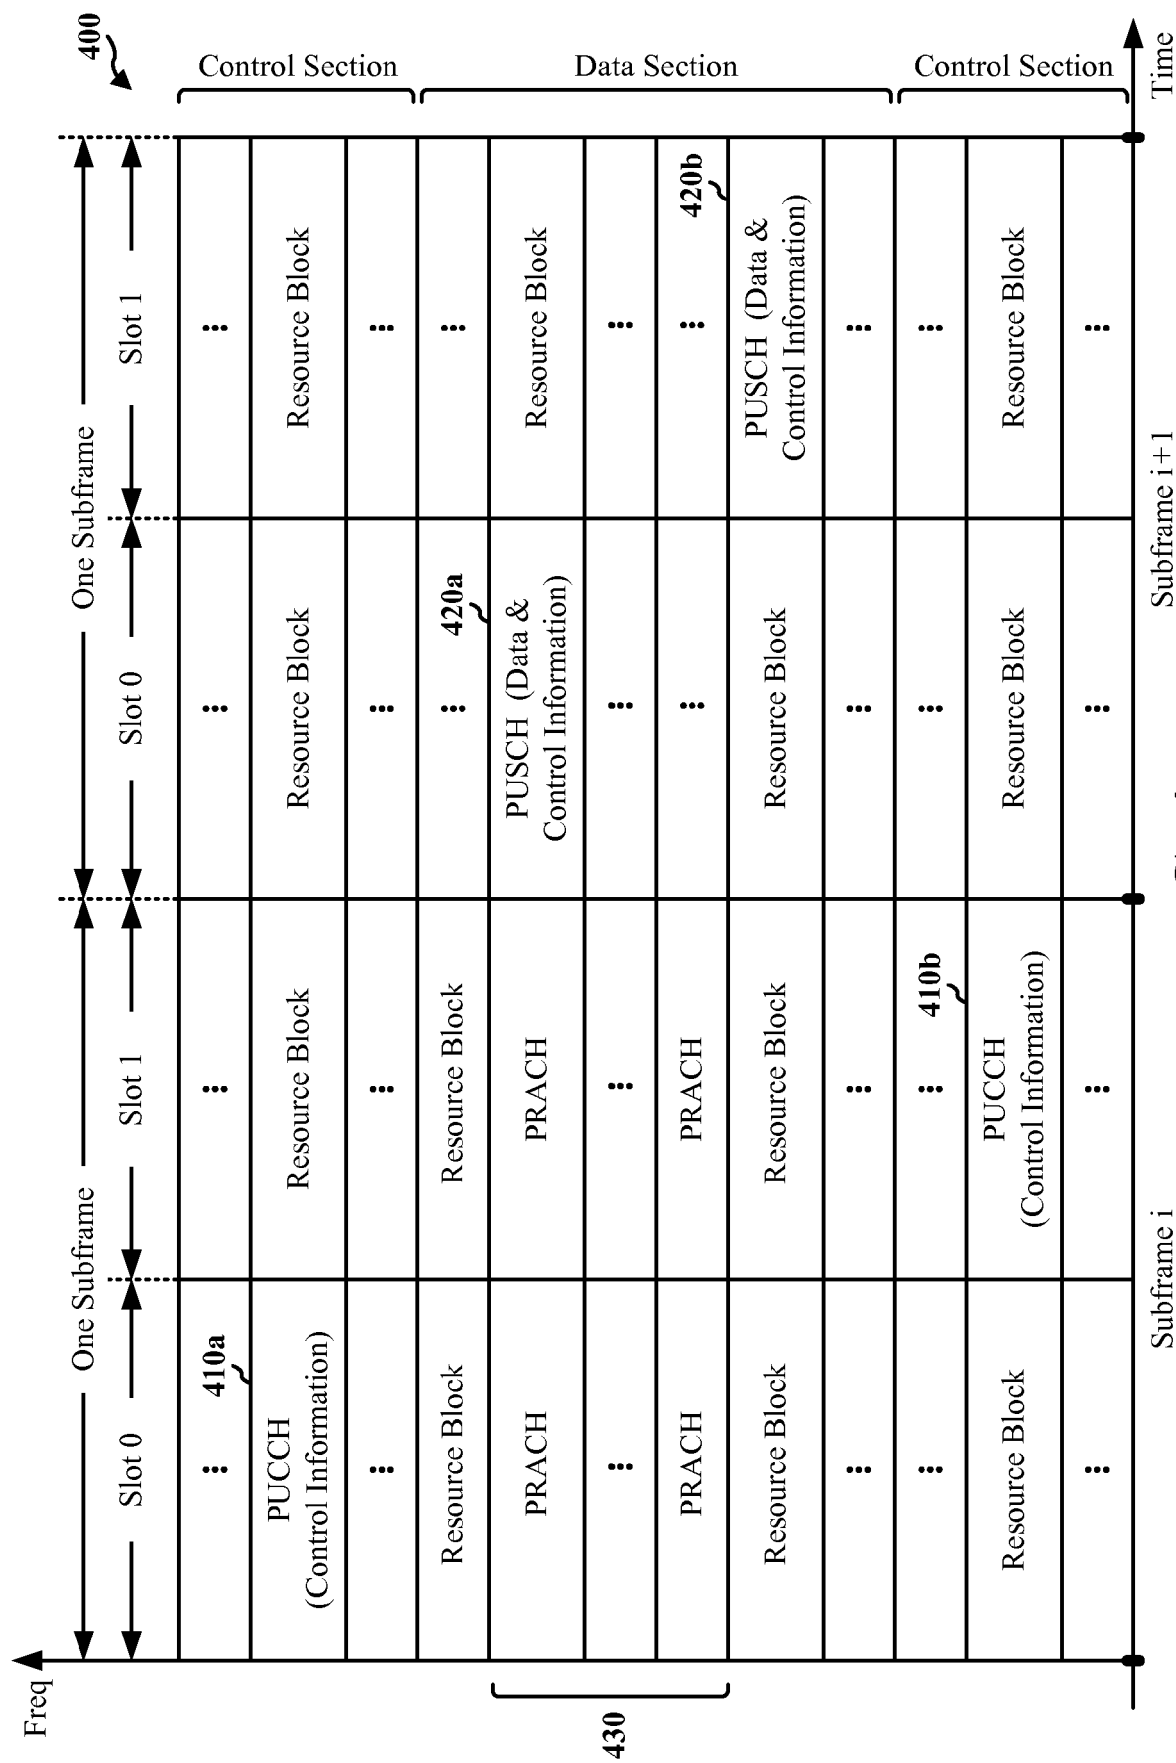 400
One Subframe
One Subframe
Slot 0
Slot 1
Slot 0
Slot 1
Freq
410a
...
...
...
...
Control Section
PUCCH
(Control Information)
Resource Block
Resource Block
Resource Block
...
...
...
...
420a
Resource Block
Resource Block
...
...
Data Section
430
PRACH
PRACH
PUSCH (Data &
Control Information)
Resource Block
...
...
...
...
420b
PRACH
PRACH
...
...
Resource Block
Resource Block
Resource Block
PUSCH (Data &
Control Information)
...
...
...
...
410b
...
...
...
...
Control Section
Resource Block
PUCCH
(Control Information)
Resource Block
Resource Block
...
...
...
...
Time
Subframe i
Subframe i+1